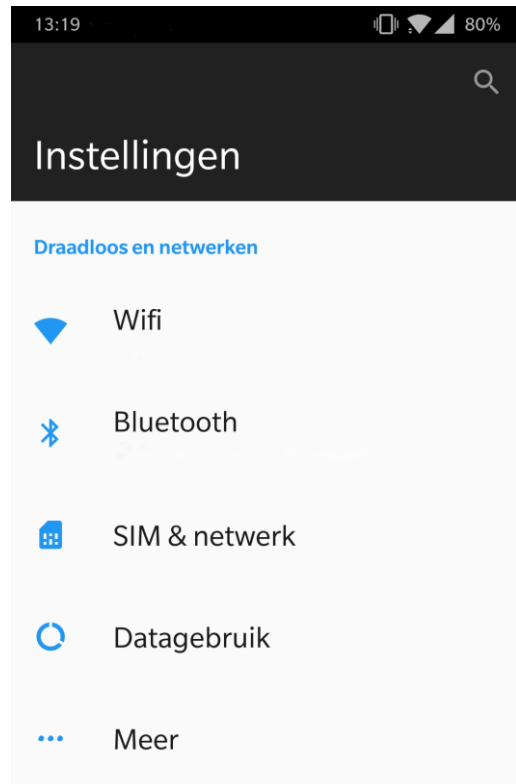 13:19
80%
Instellingen
Draadloos en netwerken
Wifi
Bluetooth
SIM & netwerk
Datagebruik
Meer